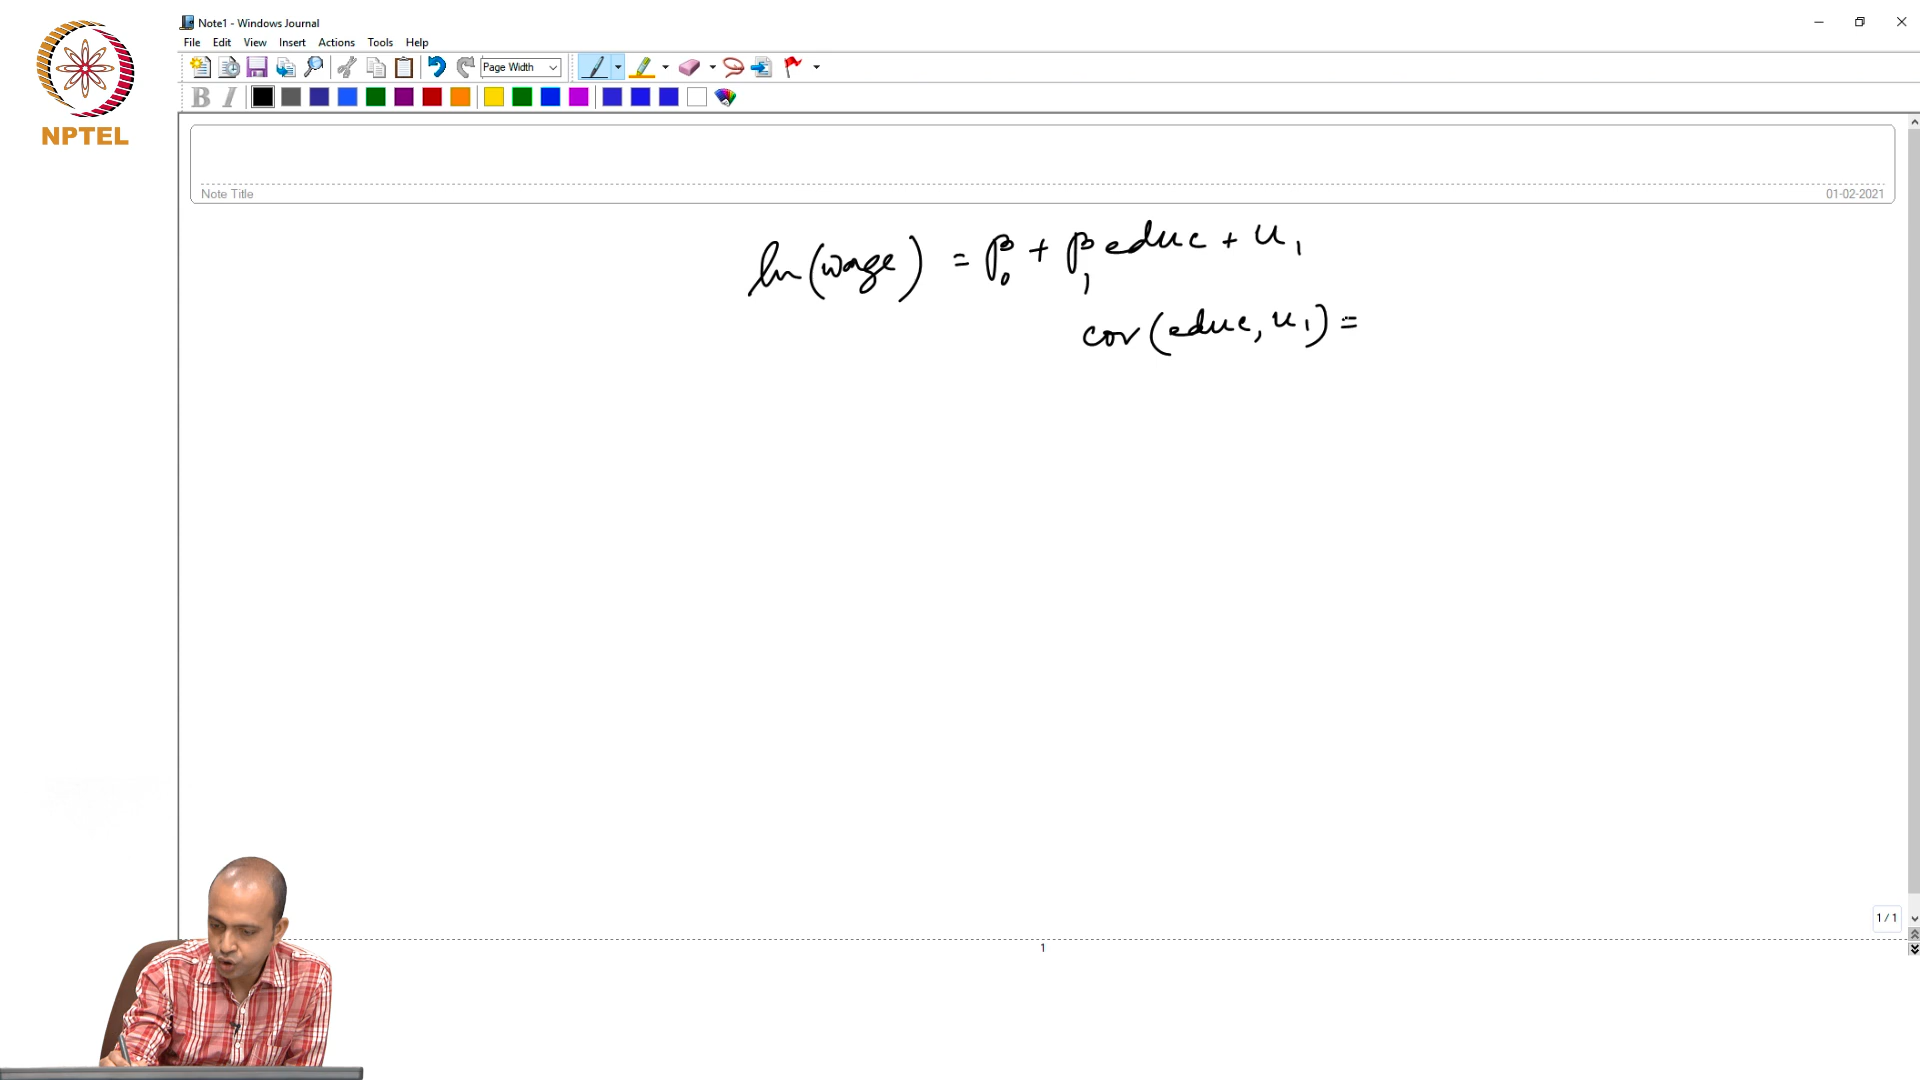 NPTEL
Note1 - Windows Journal
File Edit View Insert Actions Tools Help
Page Width
B I
Note Title
01-02-2021
ln(wage) = β₀ + β₁ educ + u₁
cov(educ, u₁) =
1 / 1
1